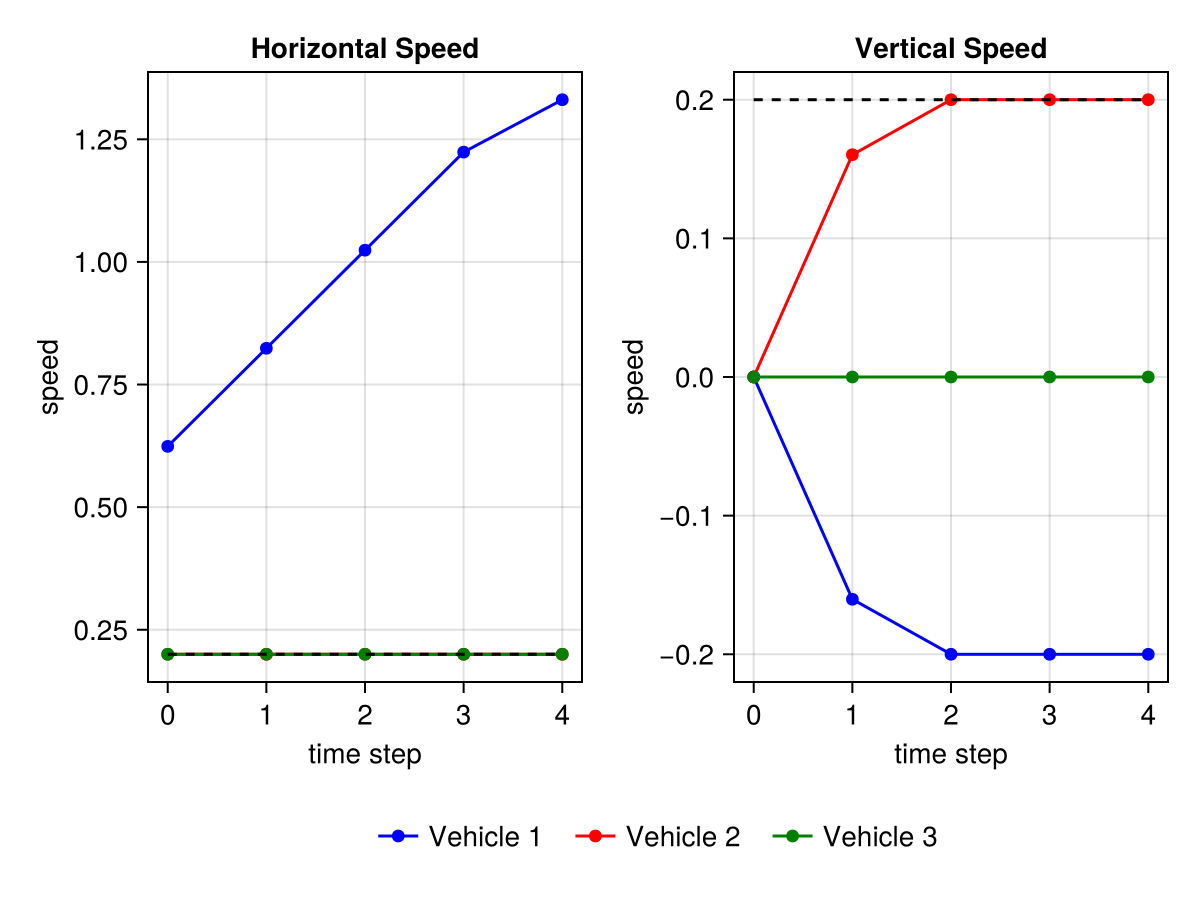 Horizontal Speed
speed
1.25
1.00
0.75
0.50
0.25
0 1 2 3 4
time step
Vertical Speed
speed
0.2
0.1
0.0
−0.1
−0.2
0 1 2 3 4
time step
Vehicle 1 Vehicle 2 Vehicle 3